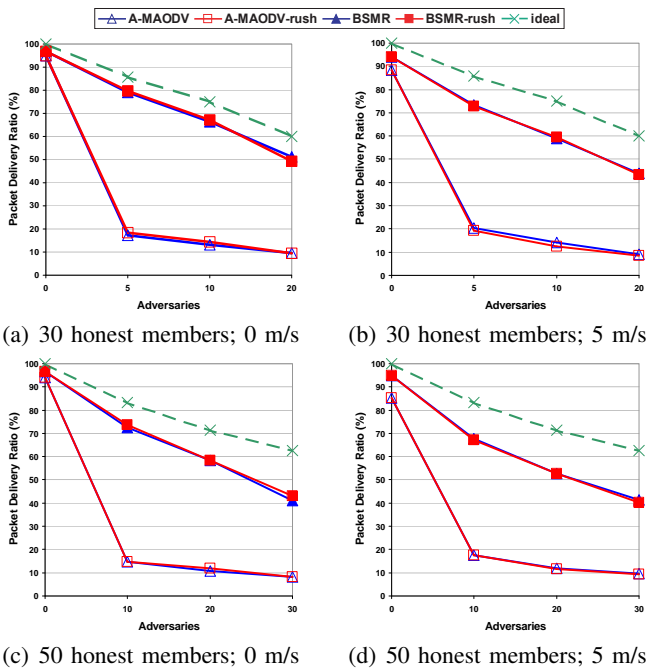 A-MAODV A-MAODV-rush BSMR BSMR-rush ideal
Packet Delivery Ratio (%)
100
90
80
70
60
50
40
30
20
10
0
0 5 10 20
Adversaries
(a) 30 honest members; 0 m/s
Packet Delivery Ratio (%)
100
90
80
70
60
50
40
30
20
10
0
0 5 10 20
Adversaries
(b) 30 honest members; 5 m/s
Packet Delivery Ratio (%)
100
90
80
70
60
50
40
30
20
10
0
0 10 20 30
Adversaries
(c) 50 honest members; 0 m/s
Packet Delivery Ratio (%)
100
90
80
70
60
50
40
30
20
10
0
0 10 20 30
Adversaries
(d) 50 honest members; 5 m/s